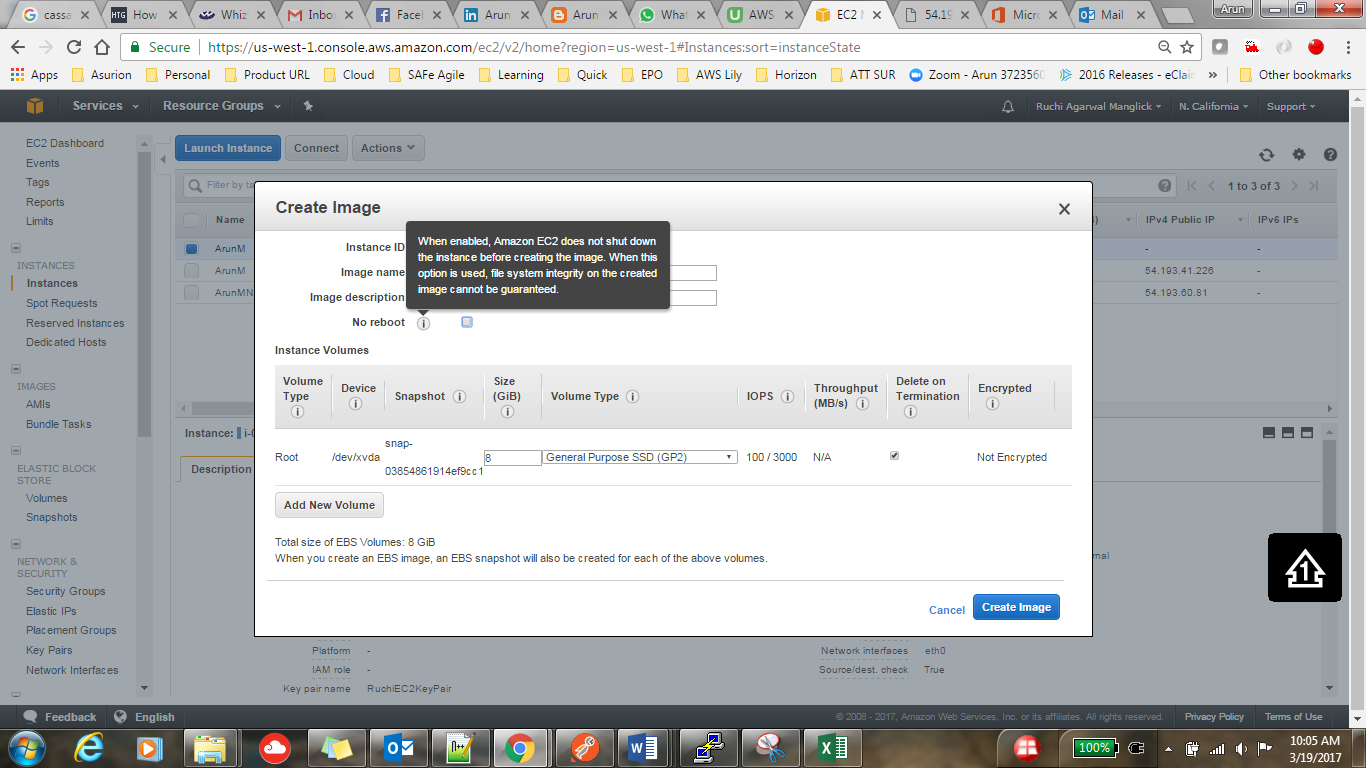 cassa
How
Whiz
Inbo
Facel
Arun
Arun
What
AWS
EC2 M
54.19
Micro
Mail
Arun
Secure
https://us-west-1.console.aws.amazon.com/ec2/v2/home?region=us-west-1#Instances:sort=instanceState
Apps
Asurion
Personal
Product URL
Cloud
SAFe Agile
Learning
Quick
EPO
AWS Lily
Horizon
ATT SUR
Zoom - Arun 3723560
2016 Releases - eClain
»
Other bookmarks
Services
Resource Groups
Ruchi Agarwal Manglick
N. California
Support
EC2 Dashboard
Events
Tags
Reports
Limits
INSTANCES
Instances
Spot Requests
Reserved Instances
Dedicated Hosts
IMAGES
AMIs
Bundle Tasks
ELASTIC BLOCK
STORE
Volumes
Snapshots
NETWORK &
SECURITY
Security Groups
Elastic IPs
Placement Groups
Key Pairs
Network Interfaces
Launch Instance
Connect
Actions
Filter by ta
1 to 3 of 3
Name
IPv4 Public IP
IPv6 IPs
ArunM
-
-
ArunM
54.193.41.226
-
ArunMN
54.193.60.81
-
Create Image
When enabled, Amazon EC2 does not shut down
the instance before creating the image. When this
option is used, file system integrity on the created
image cannot be guaranteed.
Instance ID
Image name
Image description
No reboot
Instance Volumes
Volume
Type
Device
Snapshot
Size
(GiB)
Volume Type
IOPS
Throughput
(MB/s)
Delete on
Termination
Encrypted
Root
/dev/xvda
snap-
03854861914ef9cc1
8
General Purpose SSD (GP2)
100 / 3000
N/A
Not Encrypted
Add New Volume
Total size of EBS Volumes: 8 GiB
When you create an EBS image, an EBS snapshot will also be created for each of the above volumes.
Cancel
Create Image
Instance:
Description
rnal
1
Platform
-
Network interfaces
eth0
IAM role
-
Source/dest. check
True
Key pair name
RuchiEC2KeyPair
Feedback
English
© 2008 - 2017, Amazon Web Services, Inc. or its affiliates. All rights reserved.
Privacy Policy
Terms of Use
100%
10:05 AM
3/19/2017